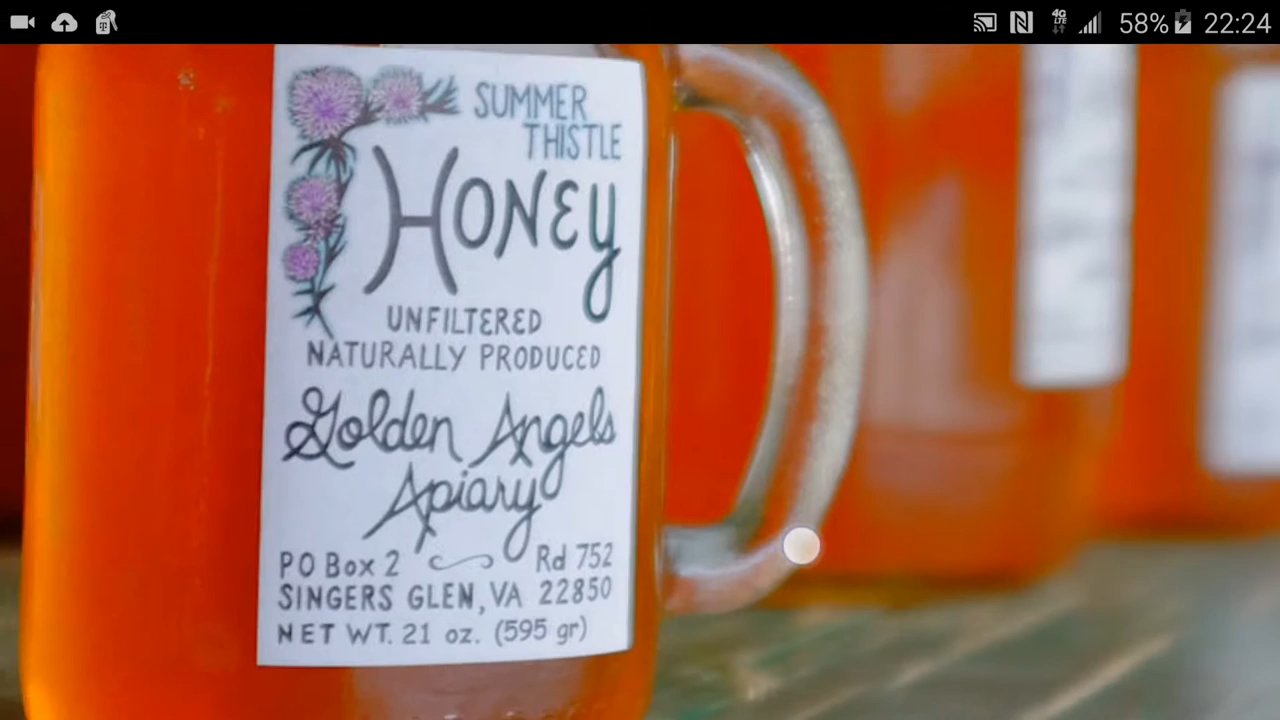 58% 22:24
SUMMER
THISTLE
HONEY
UNFILTERED
NATURALLY PRODUCED
Golden Angels
Apiary
PO Box 2 Rd 752
SINGERS GLEN, VA 22850
NET WT. 21 oz. (595 gr)